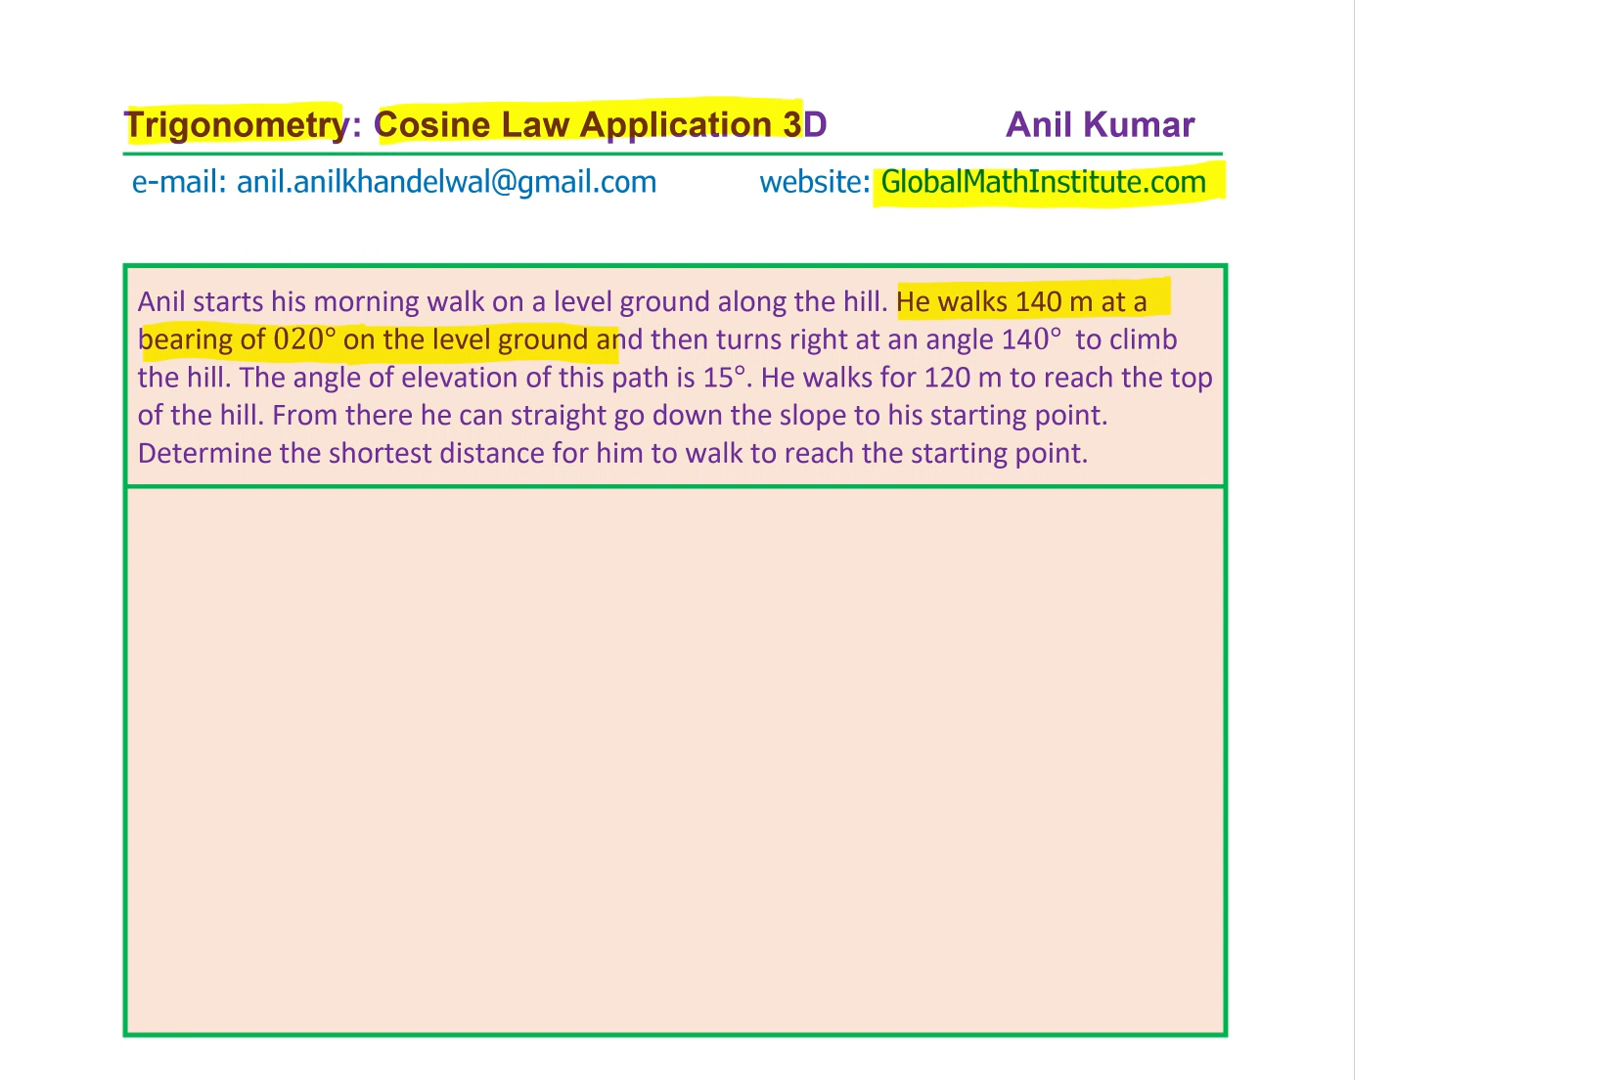 Trigonometry: Cosine Law Application 3D Anil Kumar
e-mail: anil.anilkhandelwal@gmail.com website: GlobalMathInstitute.com
Anil starts his morning walk on a level ground along the hill. He walks 140 m at a
bearing of 020° on the level ground and then turns right at an angle 140° to climb
the hill. The angle of elevation of this path is 15°. He walks for 120 m to reach the top
of the hill. From there he can straight go down the slope to his starting point.
Determine the shortest distance for him to walk to reach the starting point.